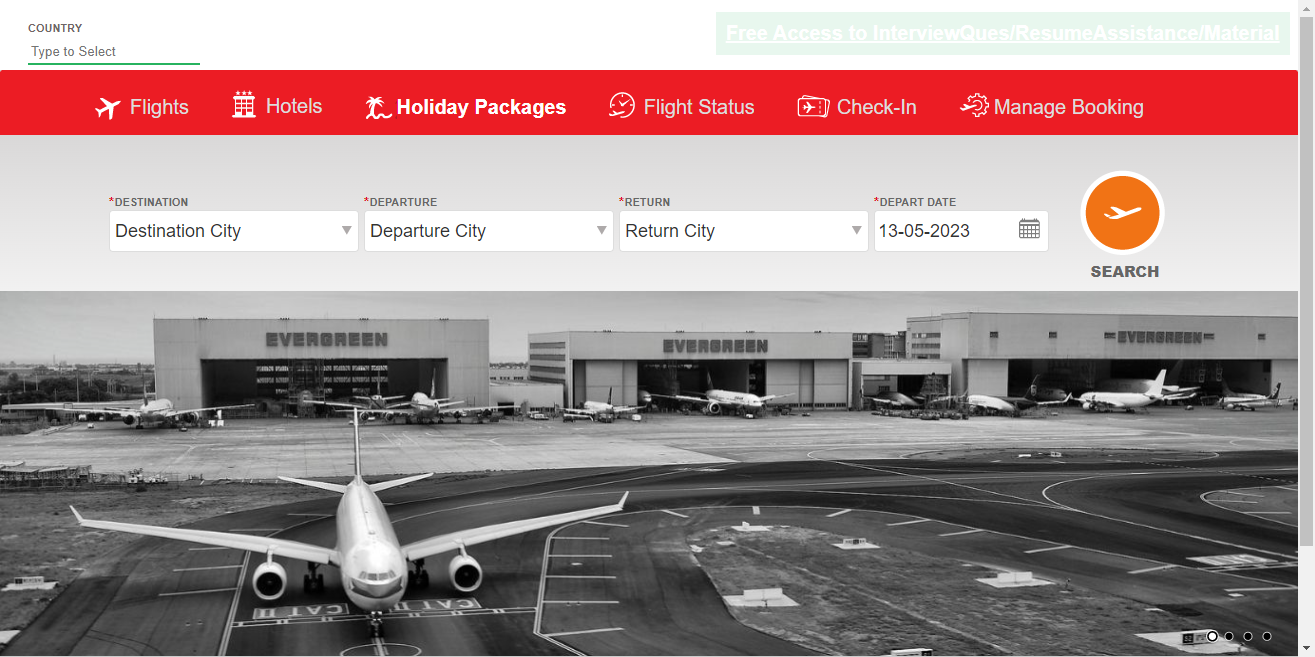 COUNTRY
Type to Select
Free Access to InterviewQues/ResumeAssistance/Material
Flights
Hotels
Holiday Packages
Flight Status
Check-In
Manage Booking
*DESTINATION
*DEPARTURE
*RETURN
*DEPART DATE
Destination City
Departure City
Return City
13-05-2023
SEARCH
EVERGREEN
EVERGREEN
EVERGREEN
CAT II
CAT II